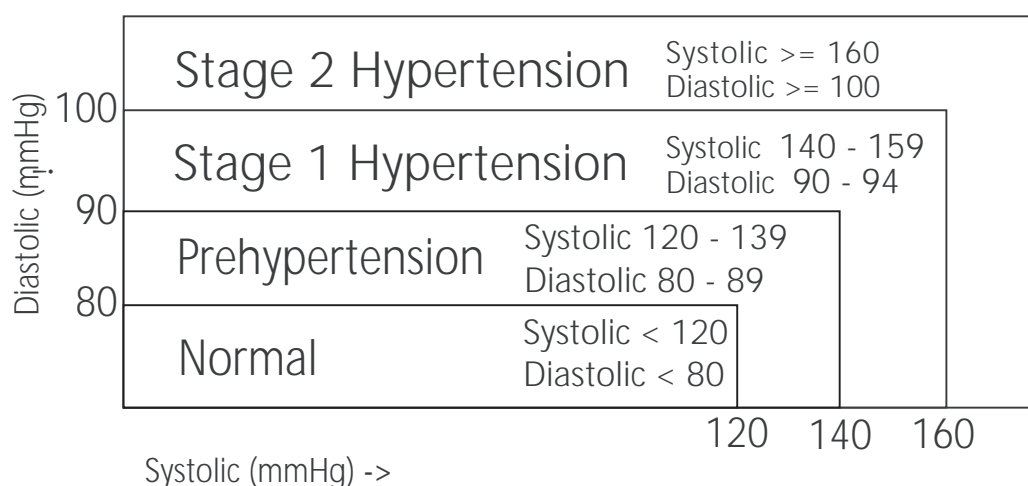 Stage 2 Hypertension
Systolic >= 160
Diastolic >= 100
100
Stage 1 Hypertension
Systolic 140 - 159
Diastolic 90 - 94
90
Prehypertension
Systolic 120 - 139
Diastolic 80 - 89
80
Normal
Systolic < 120
Diastolic < 80
Diastolic (mmHg)
120 140 160
Systolic (mmHg) ->